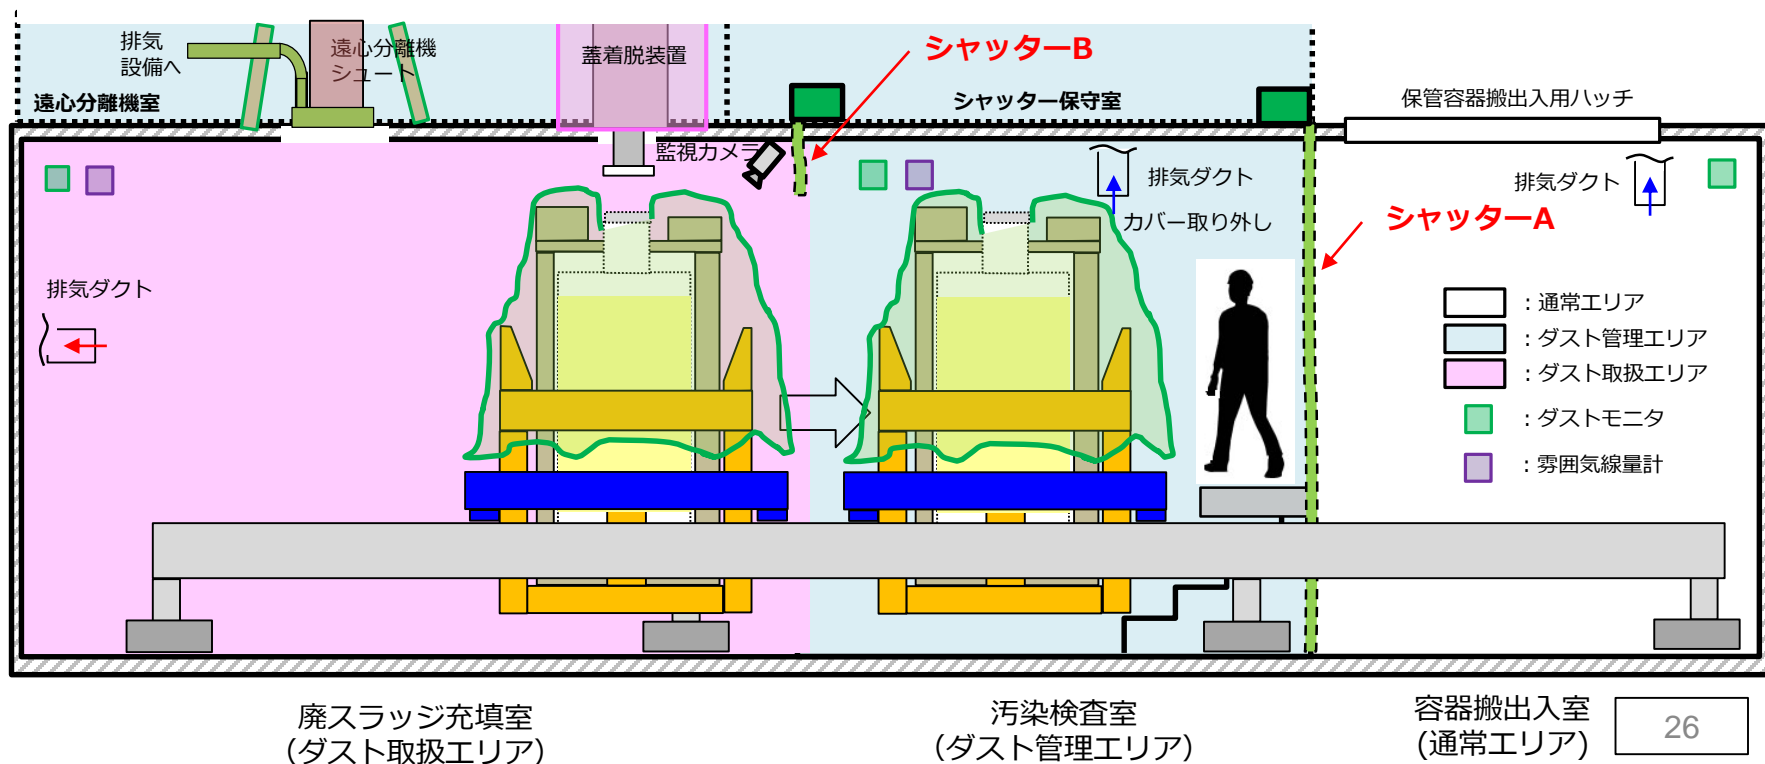 排気
設備へ
遠心分離機
シュート
蓋着脱装置
シャッターB
遠心分離機室
シャッター保守室
保管容器搬出入用ハッチ
監視カメラ
排気ダクト
排気ダクト
カバー取り外し
シャッターA
排気ダクト
：通常エリア
：ダスト管理エリア
：ダスト取扱エリア
：ダストモニタ
：雰囲気線量計
廃スラッジ充填室
（ダスト取扱エリア）
汚染検査室
（ダスト管理エリア）
容器搬出入室
(通常エリア)
26